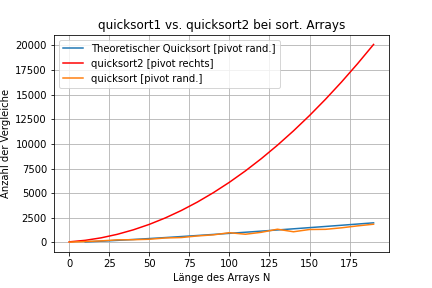 quicksort1 vs. quicksort2 bei sort. Arrays
Theoretischer Quicksort [pivot rand.]
quicksort2 [pivot rechts]
quicksort [pivot rand.]
Anzahl der Vergleiche
20000
17500
15000
12500
10000
7500
5000
2500
0
0 25 50 75 100 125 150 175
Länge des Arrays N